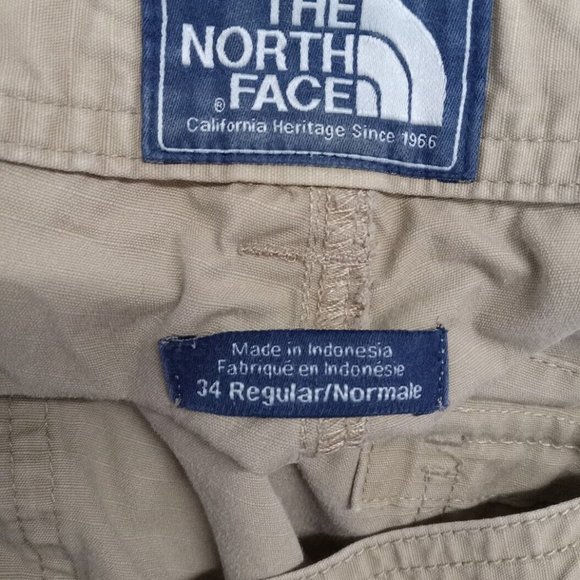 THE
NORTH
FACE
®
California Heritage Since 1966
Made in Indonesia
Fabriqué en Indonésie
34 Regular/Normale